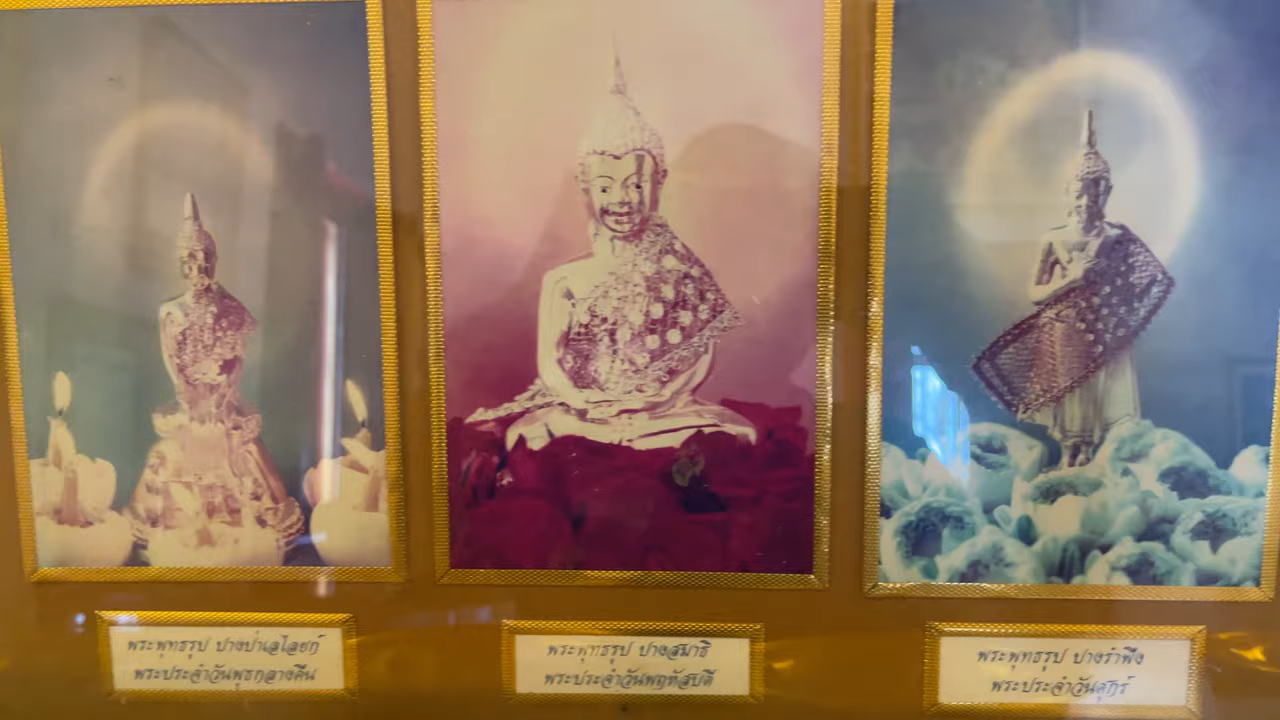 พระพุทธรูป ปางป่าเลไลยก์
พระประจำวันพุธกลางคืน
พระพุทธรูป ปางสมาธิ
พระประจำวันพฤหัสบดี
พระพุทธรูป ปางรำพึง
พระประจำวันศุกร์